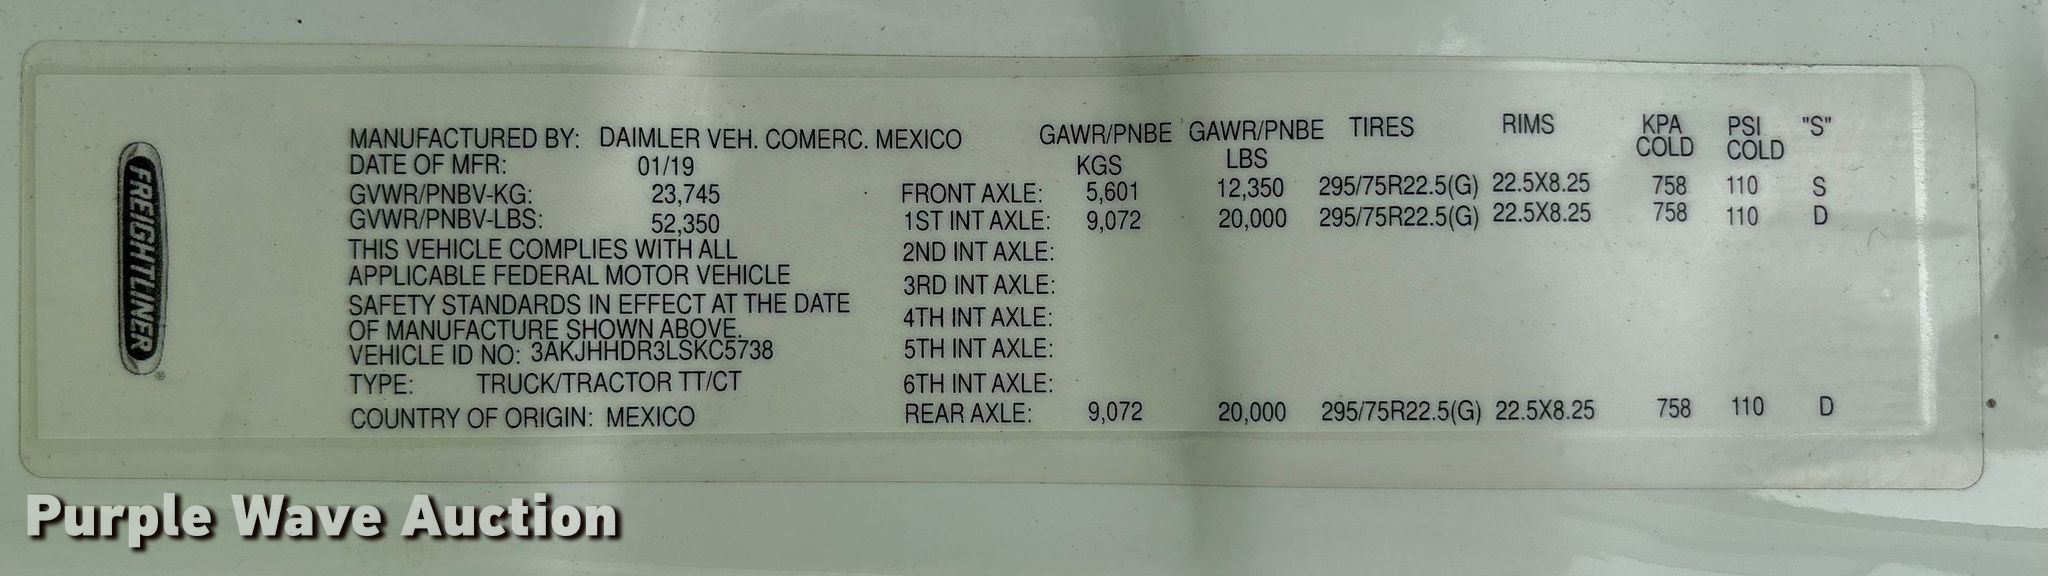 FREIGHTLINER
®
MANUFACTURED BY: DAIMLER VEH. COMERC. MEXICO GAWR/PNBE KGS GAWR/PNBE LBS TIRES RIMS KPA COLD PSI COLD "S"
DATE OF MFR: 01/19
GVWR/PNBV-KG: 23,745 FRONT AXLE: 5,601 12,350 295/75R22.5(G) 22.5X8.25 758 110 S
GVWR/PNBV-LBS: 52,350 1ST INT AXLE: 9,072 20,000 295/75R22.5(G) 22.5X8.25 758 110 D
THIS VEHICLE COMPLIES WITH ALL 2ND INT AXLE:
APPLICABLE FEDERAL MOTOR VEHICLE 3RD INT AXLE:
SAFETY STANDARDS IN EFFECT AT THE DATE 4TH INT AXLE:
OF MANUFACTURE SHOWN ABOVE.
VEHICLE ID NO: 3AKJHHDR3LSKC5738 5TH INT AXLE:
TYPE: TRUCK/TRACTOR TT/CT 6TH INT AXLE:
COUNTRY OF ORIGIN: MEXICO REAR AXLE: 9,072 20,000 295/75R22.5(G) 22.5X8.25 758 110 D
Purple Wave Auction